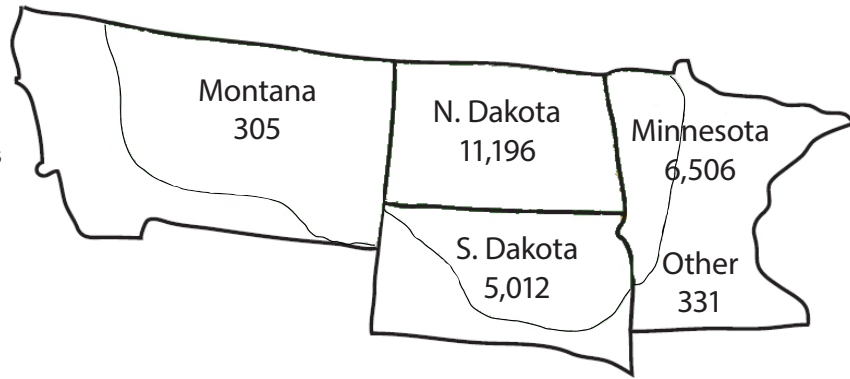 Montana
305
N. Dakota
11,196
Minnesota
6,506
S. Dakota
5,012
Other
331